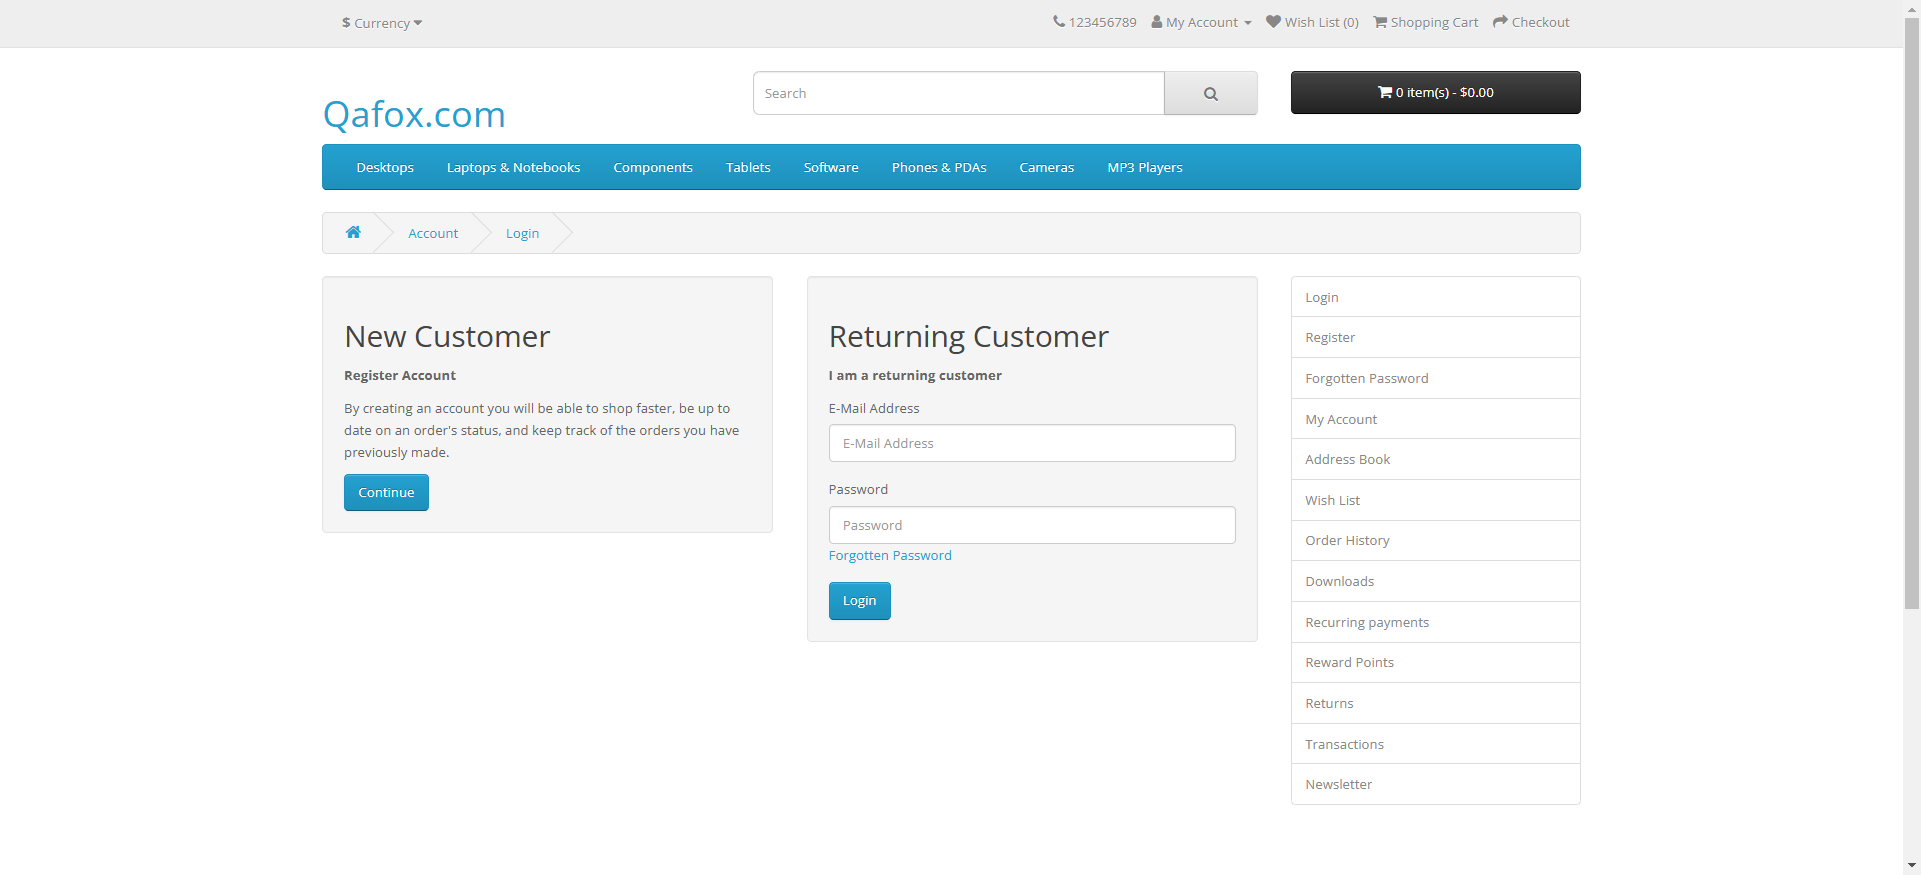 $ Currency
123456789 My Account Wish List (0) Shopping Cart Checkout
Qafox.com
Search
0 item(s) - $0.00
Desktops Laptops & Notebooks Components Tablets Software Phones & PDAs Cameras MP3 Players
Account Login
New Customer
Register Account
By creating an account you will be able to shop faster, be up to
date on an order's status, and keep track of the orders you have
previously made.
Continue
Returning Customer
I am a returning customer
E-Mail Address
E-Mail Address
Password
Password
Forgotten Password
Login
Login
Register
Forgotten Password
My Account
Address Book
Wish List
Order History
Downloads
Recurring payments
Reward Points
Returns
Transactions
Newsletter